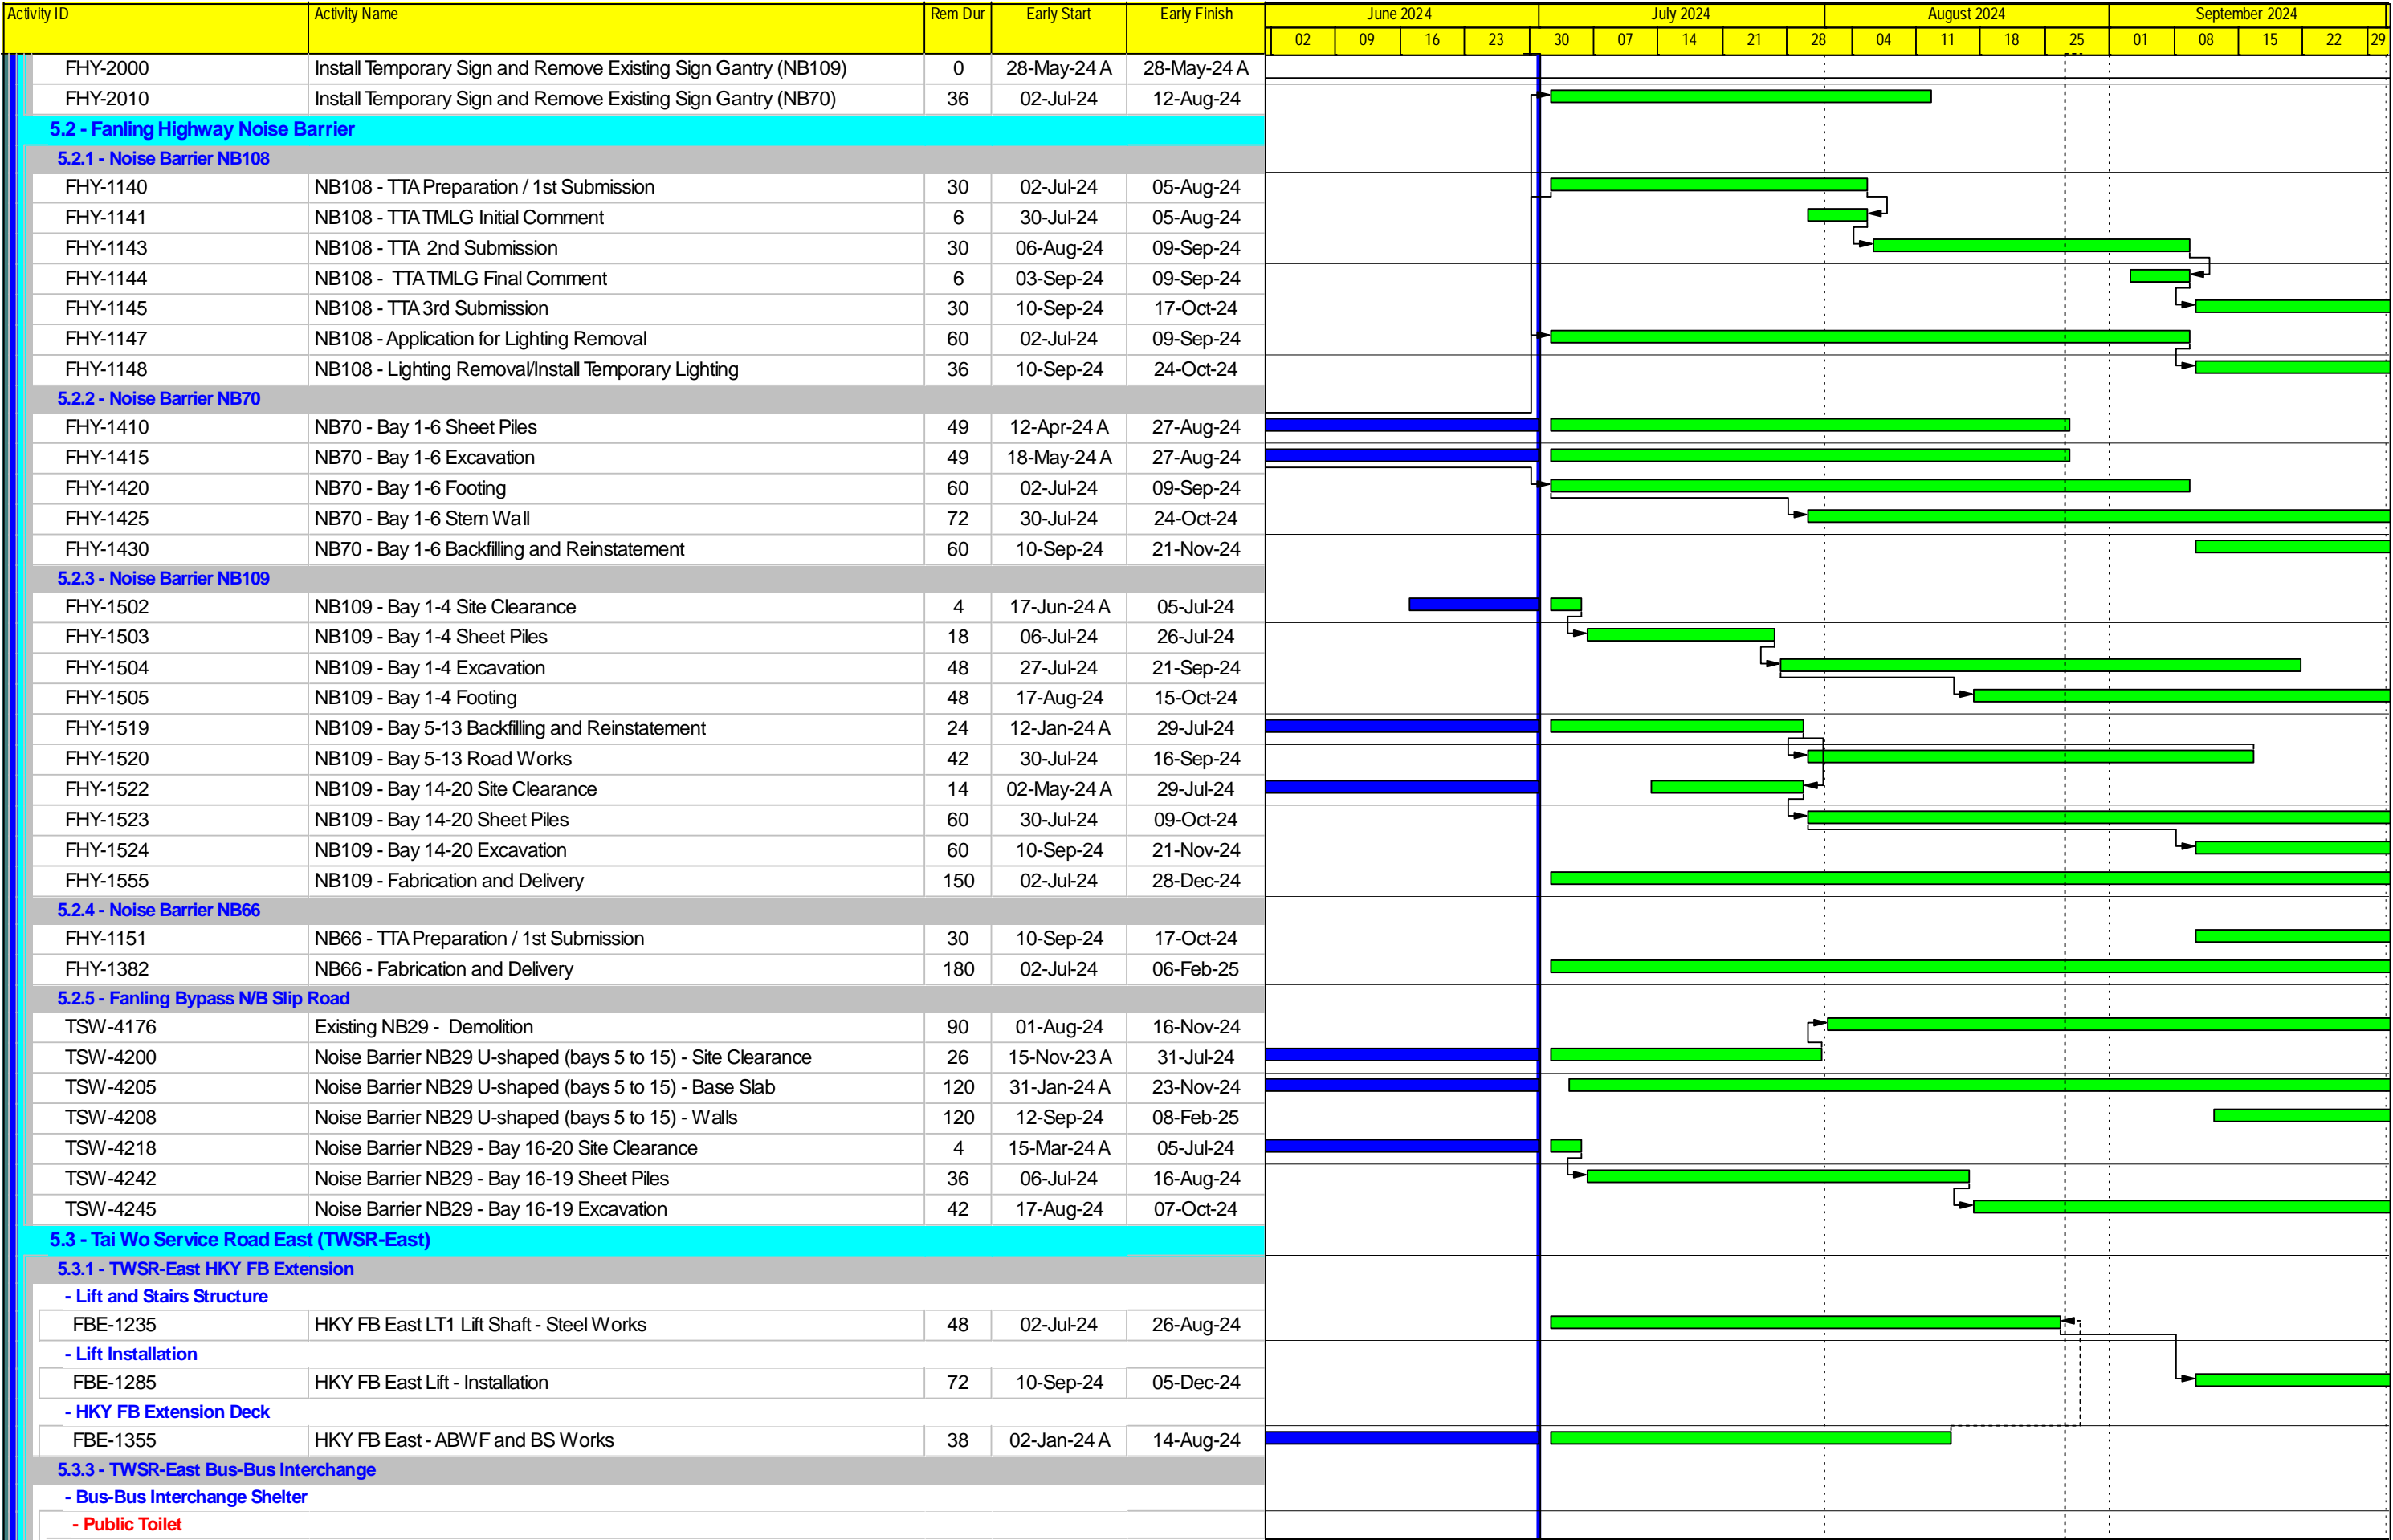 Activity ID Activity Name Rem Dur Early Start Early Finish June 2024 July 2024 August 2024 September 2024
02 09 16 23 30 07 14 21 28 04 11 18 25 01 08 15 22 29
FHY-2000 Install Temporary Sign and Remove Existing Sign Gantry (NB109) 0 28-May-24 A 28-May-24 A
FHY-2010 Install Temporary Sign and Remove Existing Sign Gantry (NB70) 36 02-Jul-24 12-Aug-24
5.2 - Fanling Highway Noise Barrier
5.2.1 - Noise Barrier NB108
FHY-1140 NB108 - TTA Preparation / 1st Submission 30 02-Jul-24 05-Aug-24
FHY-1141 NB108 - TTA TMLG Initial Comment 6 30-Jul-24 05-Aug-24
FHY-1143 NB108 - TTA 2nd Submission 30 06-Aug-24 09-Sep-24
FHY-1144 NB108 - TTA TMLG Final Comment 6 03-Sep-24 09-Sep-24
FHY-1145 NB108 - TTA 3rd Submission 30 10-Sep-24 17-Oct-24
FHY-1147 NB108 - Application for Lighting Removal 60 02-Jul-24 09-Sep-24
FHY-1148 NB108 - Lighting Removal/Install Temporary Lighting 36 10-Sep-24 24-Oct-24
5.2.2 - Noise Barrier NB70
FHY-1410 NB70 - Bay 1-6 Sheet Piles 49 12-Apr-24 A 27-Aug-24
FHY-1415 NB70 - Bay 1-6 Excavation 49 18-May-24 A 27-Aug-24
FHY-1420 NB70 - Bay 1-6 Footing 60 02-Jul-24 09-Sep-24
FHY-1425 NB70 - Bay 1-6 Stem Wall 72 30-Jul-24 24-Oct-24
FHY-1430 NB70 - Bay 1-6 Backfilling and Reinstatement 60 10-Sep-24 21-Nov-24
5.2.3 - Noise Barrier NB109
FHY-1502 NB109 - Bay 1-4 Site Clearance 4 17-Jun-24 A 05-Jul-24
FHY-1503 NB109 - Bay 1-4 Sheet Piles 18 06-Jul-24 26-Jul-24
FHY-1504 NB109 - Bay 1-4 Excavation 48 27-Jul-24 21-Sep-24
FHY-1505 NB109 - Bay 1-4 Footing 48 17-Aug-24 15-Oct-24
FHY-1519 NB109 - Bay 5-13 Backfilling and Reinstatement 24 12-Jan-24 A 29-Jul-24
FHY-1520 NB109 - Bay 5-13 Road Works 42 30-Jul-24 16-Sep-24
FHY-1522 NB109 - Bay 14-20 Site Clearance 14 02-May-24 A 29-Jul-24
FHY-1523 NB109 - Bay 14-20 Sheet Piles 60 30-Jul-24 09-Oct-24
FHY-1524 NB109 - Bay 14-20 Excavation 60 10-Sep-24 21-Nov-24
FHY-1555 NB109 - Fabrication and Delivery 150 02-Jul-24 28-Dec-24
5.2.4 - Noise Barrier NB66
FHY-1151 NB66 - TTA Preparation / 1st Submission 30 10-Sep-24 17-Oct-24
FHY-1382 NB66 - Fabrication and Delivery 180 02-Jul-24 06-Feb-25
5.2.5 - Fanling Bypass N/B Slip Road
TSW-4176 Existing NB29 - Demolition 90 01-Aug-24 16-Nov-24
TSW-4200 Noise Barrier NB29 U-shaped (bays 5 to 15) - Site Clearance 26 15-Nov-23 A 31-Jul-24
TSW-4205 Noise Barrier NB29 U-shaped (bays 5 to 15) - Base Slab 120 31-Jan-24 A 23-Nov-24
TSW-4208 Noise Barrier NB29 U-shaped (bays 5 to 15) - Walls 120 12-Sep-24 08-Feb-25
TSW-4218 Noise Barrier NB29 - Bay 16-20 Site Clearance 4 15-Mar-24 A 05-Jul-24
TSW-4242 Noise Barrier NB29 - Bay 16-19 Sheet Piles 36 06-Jul-24 16-Aug-24
TSW-4245 Noise Barrier NB29 - Bay 16-19 Excavation 42 17-Aug-24 07-Oct-24
5.3 - Tai Wo Service Road East (TWSR-East)
5.3.1 - TWSR-East HKY FB Extension
- Lift and Stairs Structure
FBE-1235 HKY FB East LT1 Lift Shaft - Steel Works 48 02-Jul-24 26-Aug-24
- Lift Installation
FBE-1285 HKY FB East Lift - Installation 72 10-Sep-24 05-Dec-24
- HKY FB Extension Deck
FBE-1355 HKY FB East - ABWF and BS Works 38 02-Jan-24 A 14-Aug-24
5.3.3 - TWSR-East Bus-Bus Interchange
- Bus-Bus Interchange Shelter
- Public Toilet